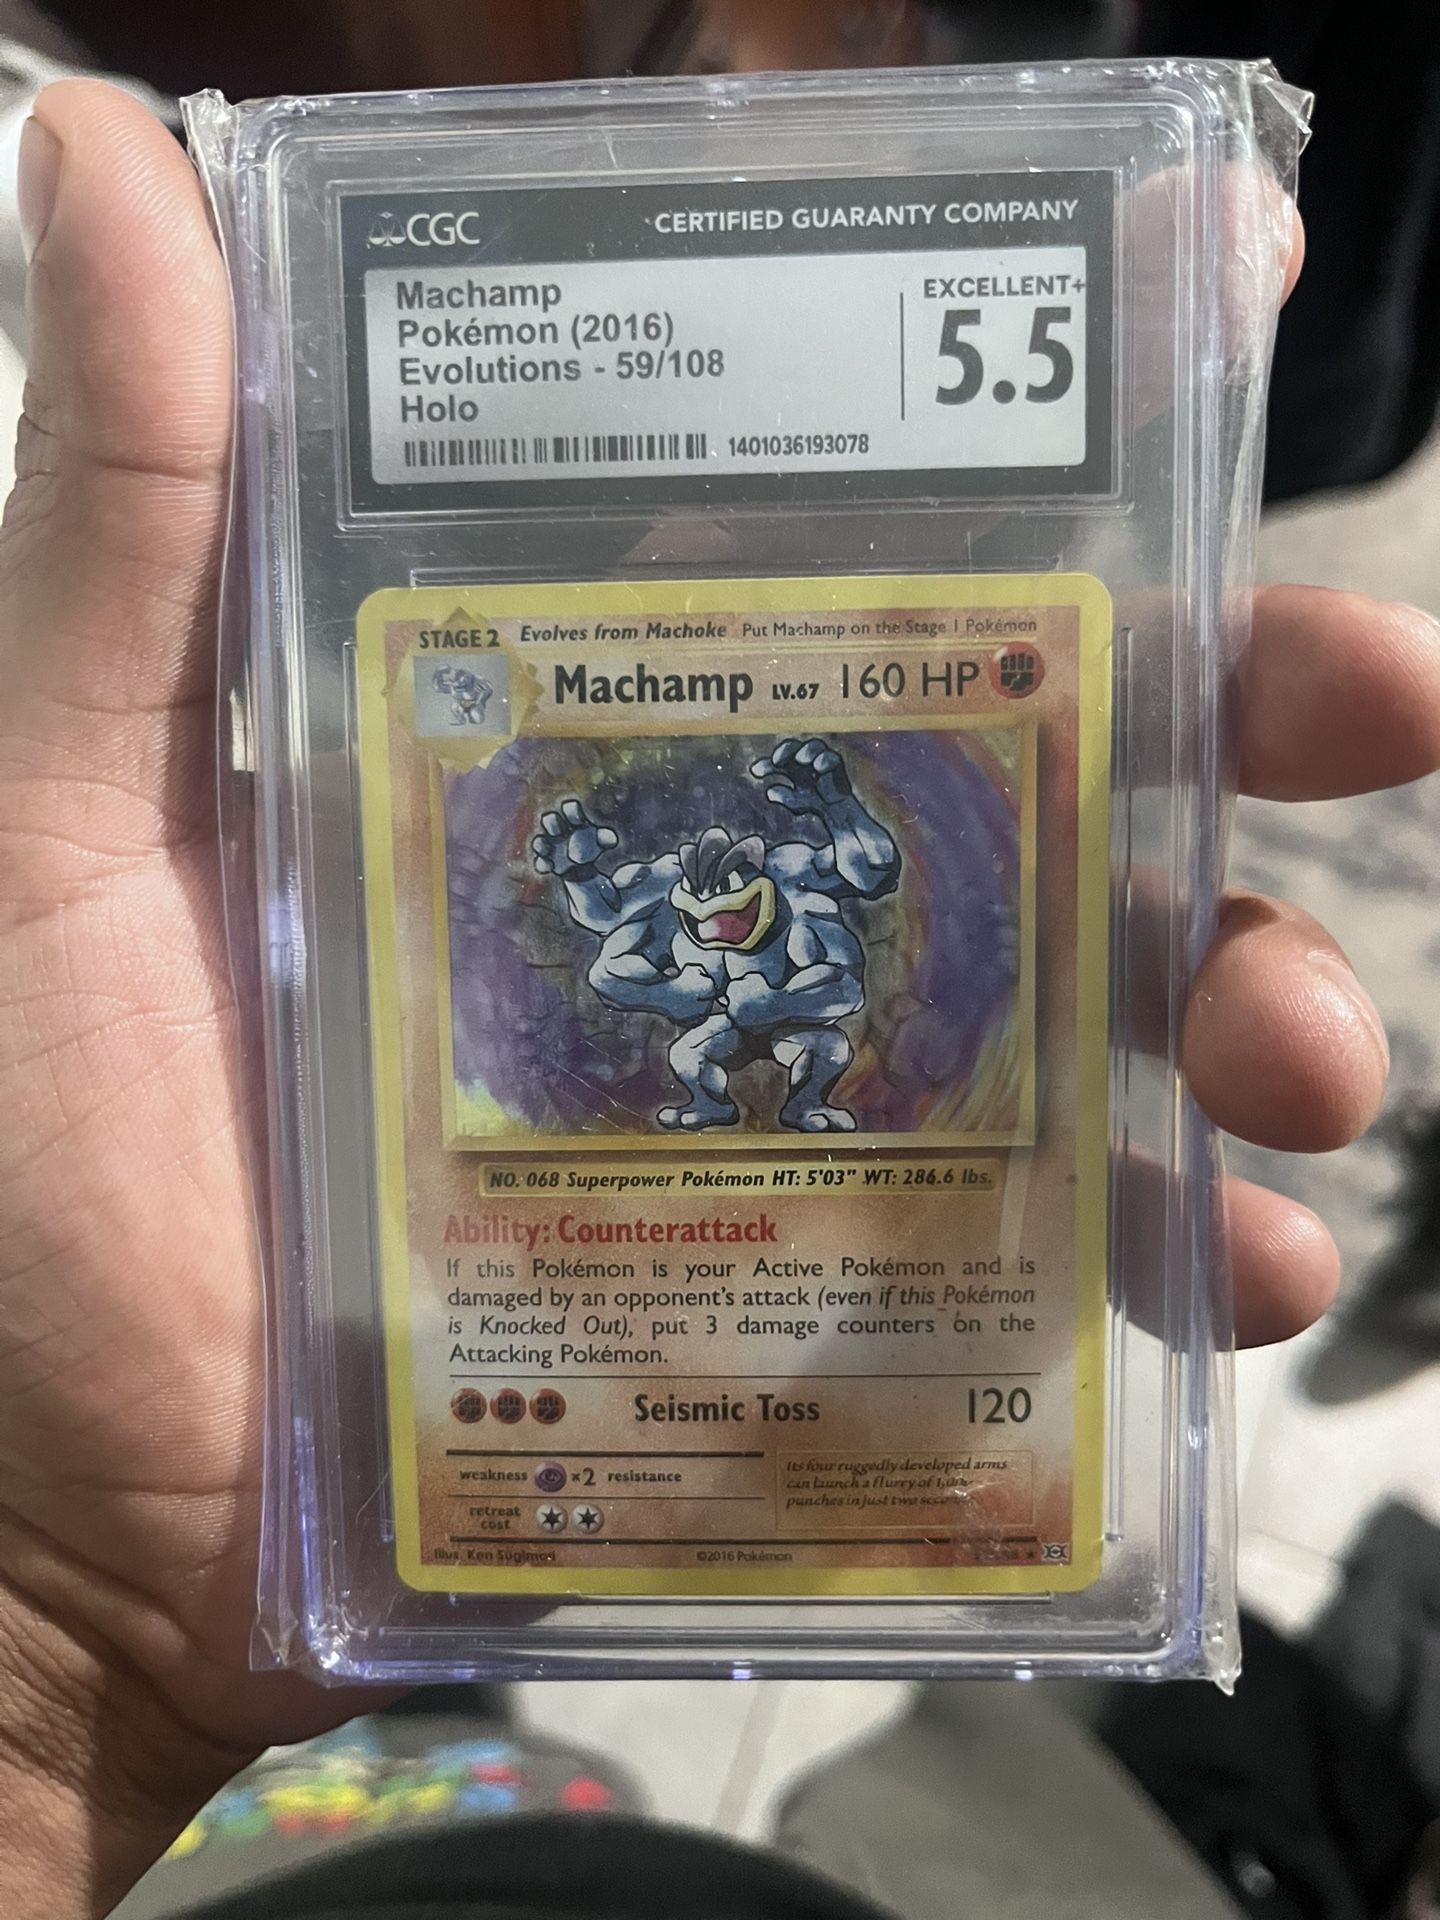 CGC
CERTIFIED GUARANTY COMPANY
Machamp
Pokémon (2016)
Evolutions - 59/108
Holo
EXCELLENT+
5.5
1401036193078
STAGE 2
Evolves from Machoke Put Machamp on the Stage 1 Pokémon
Machamp LV.67 160 HP
NO. 068 Superpower Pokémon HT: 5'03" WT: 286.6 lbs.
Ability: Counterattack
If this Pokémon is your Active Pokémon and is
damaged by an opponent's attack (even if this Pokémon
is Knocked Out), put 3 damage counters on the
Attacking Pokémon.
Seismic Toss 120
weakness ×2 resistance
retreat
cost
Its four ruggedly developed arms
can launch a flurry of
punches in just two
Illus. Ken Sugimori
©2016 Pokémon